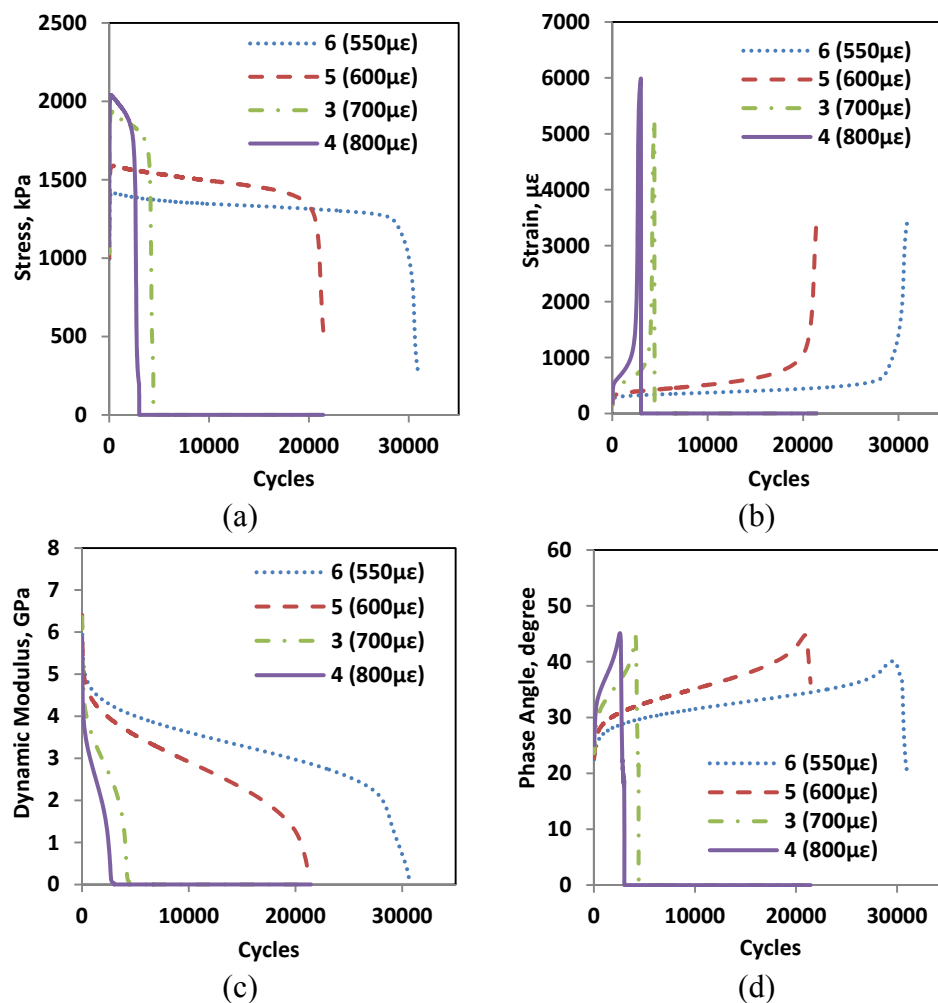 2500
2000
1500
1000
500
0
Stress, kPa
6 (550µε)
5 (600µε)
3 (700µε)
4 (800µε)
0 10000 20000 30000
Cycles
(a)
7000
6000
5000
4000
3000
2000
1000
0
Strain, µε
6 (550µε)
5 (600µε)
3 (700µε)
4 (800µε)
0 10000 20000 30000
Cycles
(b)
8
7
6
5
4
3
2
1
0
Dynamic Modulus, GPa
6 (550µε)
5 (600µε)
3 (700µε)
4 (800µε)
0 10000 20000 30000
Cycles
(c)
60
50
40
30
20
10
0
Phase Angle, degree
6 (550µε)
5 (600µε)
3 (700µε)
4 (800µε)
0 10000 20000 30000
Cycles
(d)